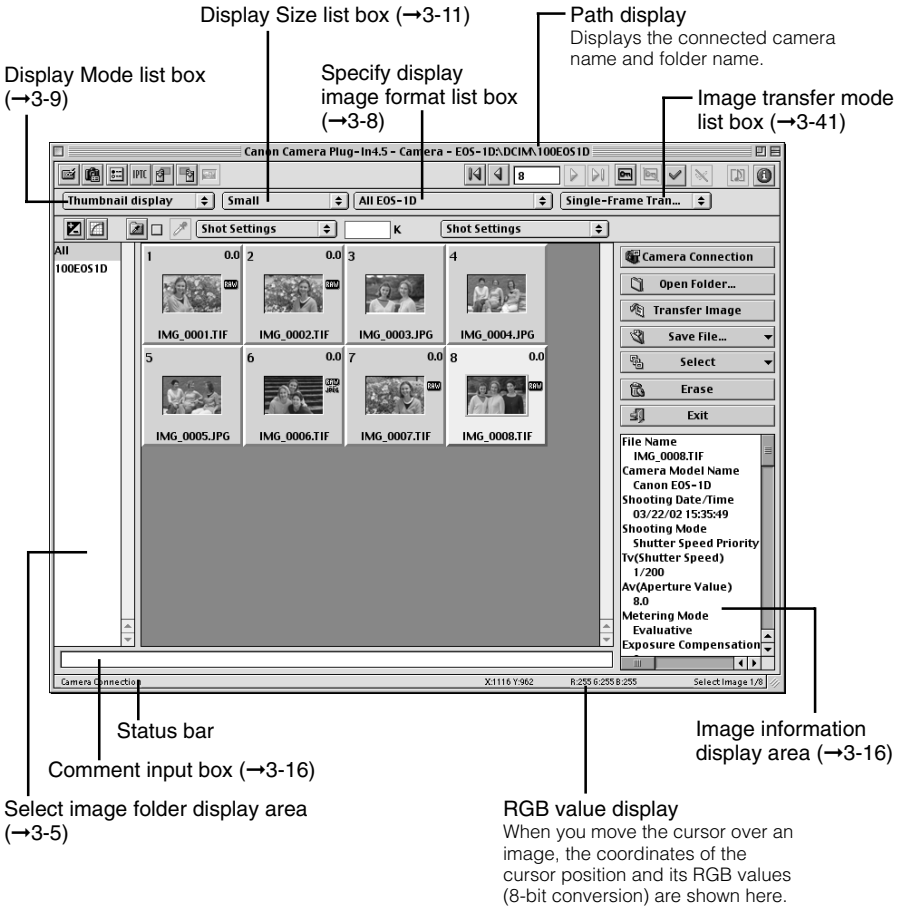 Display Size list box (→3-11)
Path display
Displays the connected camera
name and folder name.
Display Mode list box
(→3-9)
Specify display
image format list box
(→3-8)
Image transfer mode
list box (→3-41)
Canon Camera Plug-In4.5 - Camera - EOS-1D:\DCIM\100EOS1D
IPTC
8
Thumbnail display
Small
All EOS-1D
Single-Frame Tran...
Shot Settings
K
Shot Settings
All
100EOS1D
1 0.0 2 0.0 3 4
RAW RAW
IMG_0001.TIF IMG_0002.TIF IMG_0003.JPG IMG_0004.JPG
5 6 0.0 7 0.0 8 0.0
RAW JPEG RAW RAW
IMG_0005.JPG IMG_0006.TIF IMG_0007.TIF IMG_0008.TIF
Camera Connection
Open Folder...
Transfer Image
Save File...
Select
Erase
Exit
File Name
IMG_0008.TIF
Camera Model Name
Canon EOS-1D
Shooting Date/Time
03/22/02 15:35:49
Shooting Mode
Shutter Speed Priority
Tv(Shutter Speed)
1/200
Av(Aperture Value)
8.0
Metering Mode
Evaluative
Exposure Compensation
Camera Connection
X:1116 Y:962
R:255 G:255 B:255
Select Image 1/8
Status bar
Comment input box (→3-16)
Select image folder display area
(→3-5)
Image information
display area (→3-16)
RGB value display
When you move the cursor over an
image, the coordinates of the
cursor position and its RGB values
(8-bit conversion) are shown here.